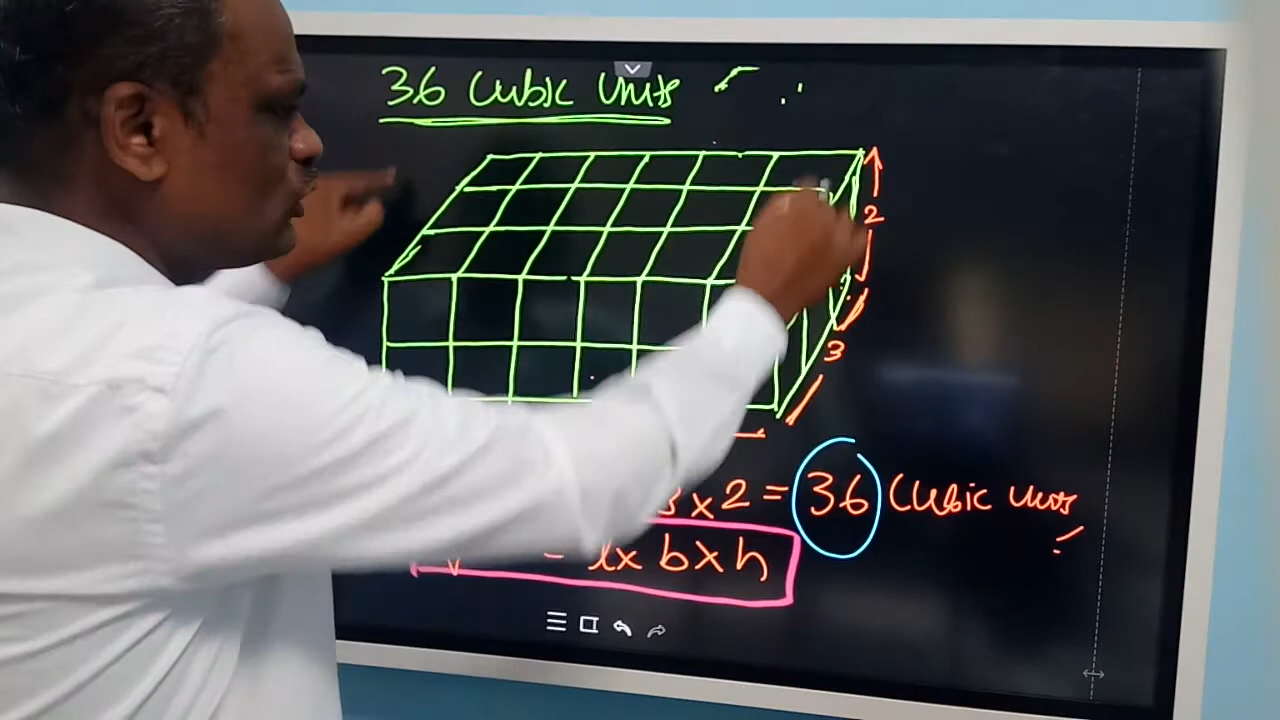 36 Cubic Units
2
3
3 x 2 = 36 Cubic Units
V = l x b x h